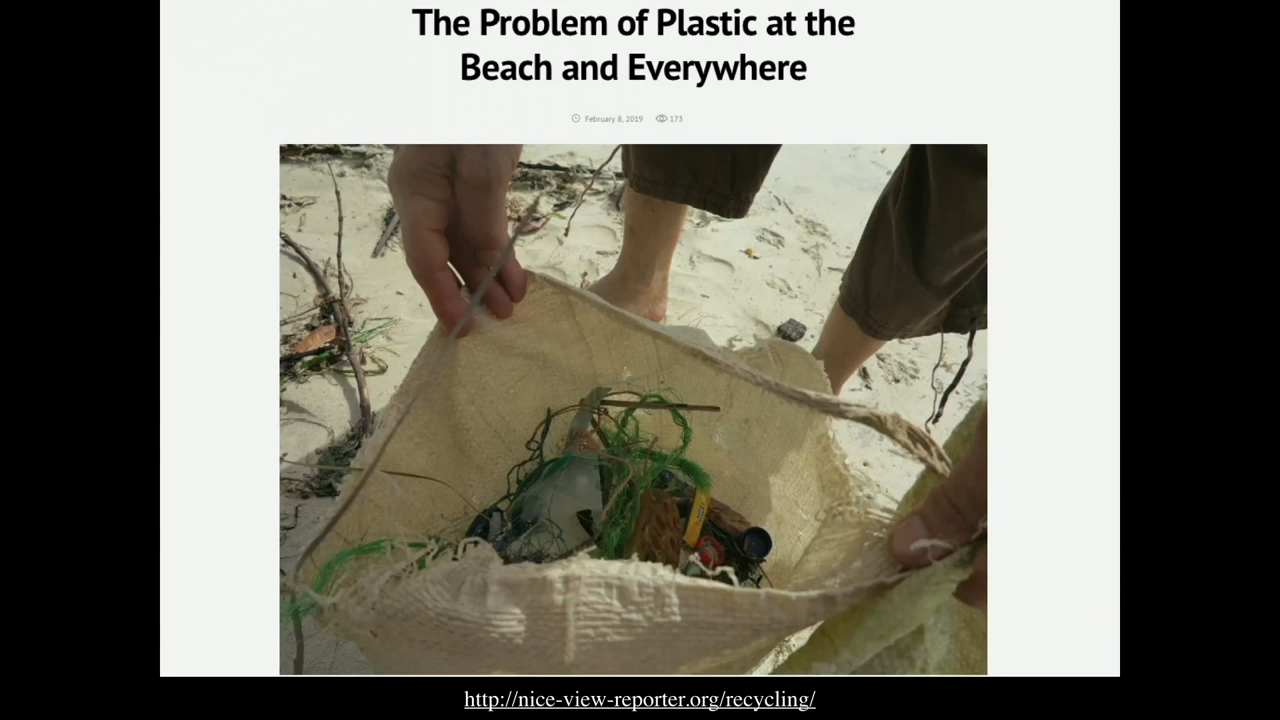 The Problem of Plastic at the
Beach and Everywhere
February 8, 2019 173
http://nice-view-reporter.org/recycling/